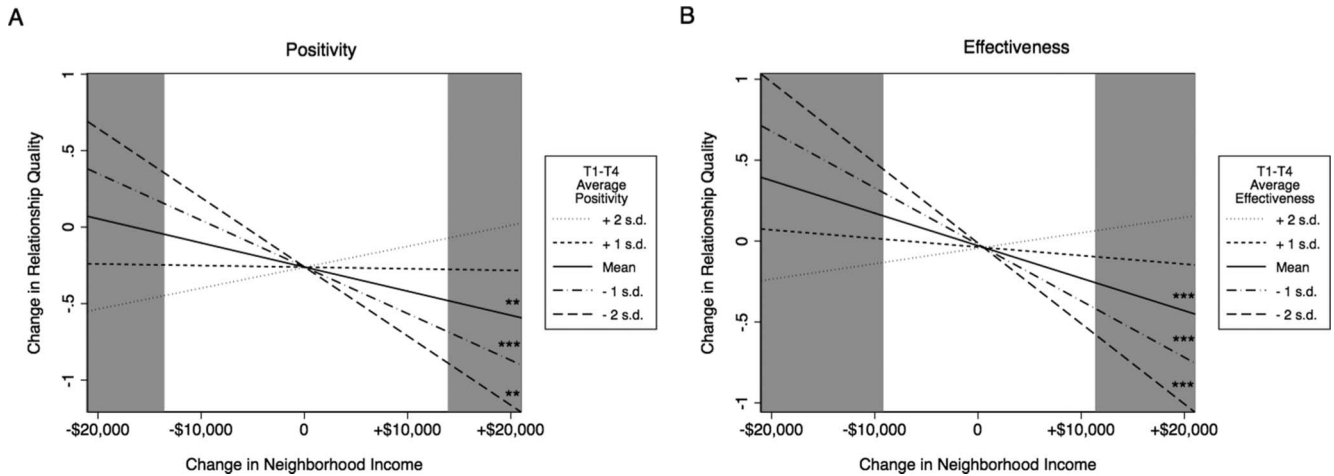 A
Positivity
Change in Relationship Quality
1
.5
0
-.5
-1
**
***
**
-$20,000
-$10,000
0
+$10,000
+$20,000
Change in Neighborhood Income
T1-T4
Average
Positivity
+ 2 s.d.
+ 1 s.d.
Mean
- 1 s.d.
- 2 s.d.
B
Effectiveness
Change in Relationship Quality
1
.5
0
-.5
-1
***
***
***
-$20,000
-$10,000
0
+$10,000
+$20,000
Change in Neighborhood Income
T1-T4
Average
Effectiveness
+ 2 s.d.
+ 1 s.d.
Mean
- 1 s.d.
- 2 s.d.